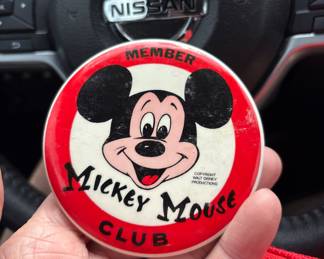 NISSAN
MEMBER
COPYRIGHT
WALT DISNEY
PRODUCTIONS
MICKEY MOUSE
CLUB